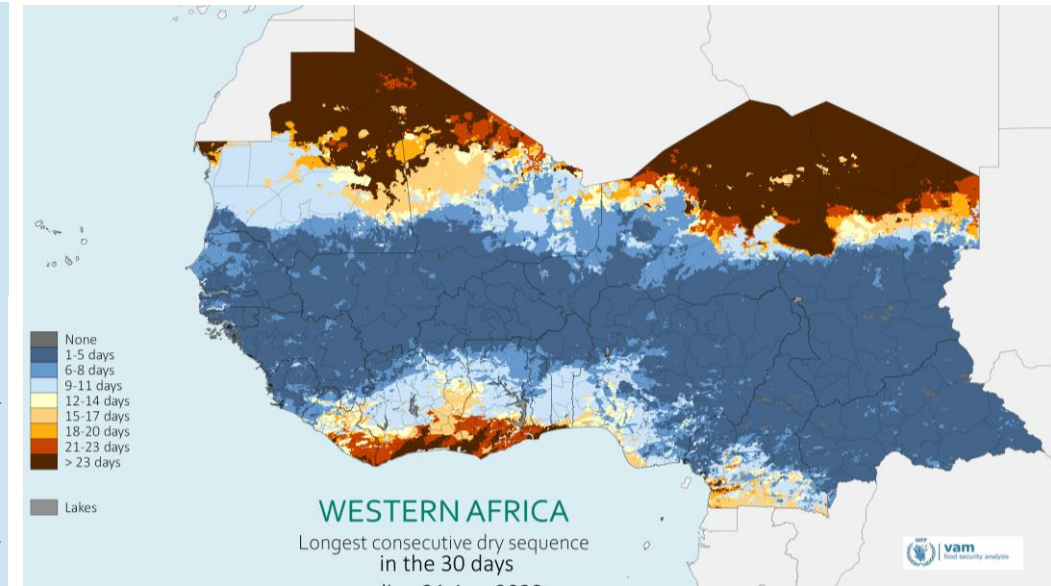 None
1-5 days
6-8 days
9-11 days
12-14 days
15-17 days
18-20 days
21-23 days
> 23 days
Lakes
WESTERN AFRICA
Longest consecutive dry sequence
in the 30 days
WFP
vam
food security analysis